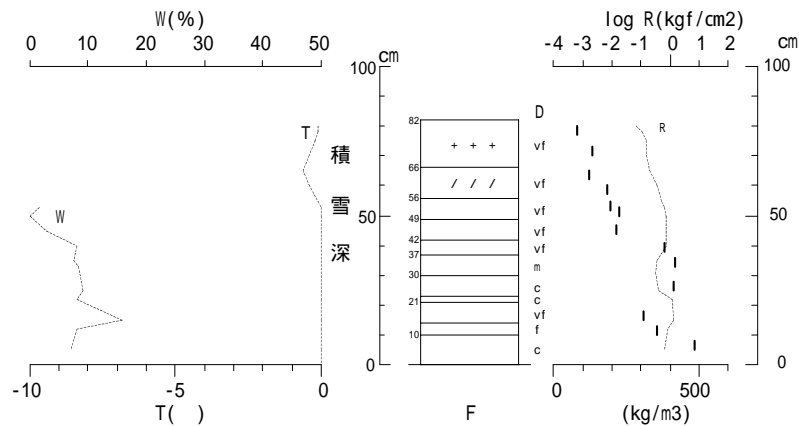 W(%)
0 10 20 30 40 50
cm
100
50
0
T
W
積
雪
深
-10 -5 0
T( )
82
66
56
49
42
37
30
21
10
+ + +
/ / /
D
vf
vf
vf
vf
vf
m
c
c
vf
f
c
F
log R(kgf/cm2)
-4 -3 -2 -1 0 1 2
cm
100
50
0
R
0 500
(kg/m3)